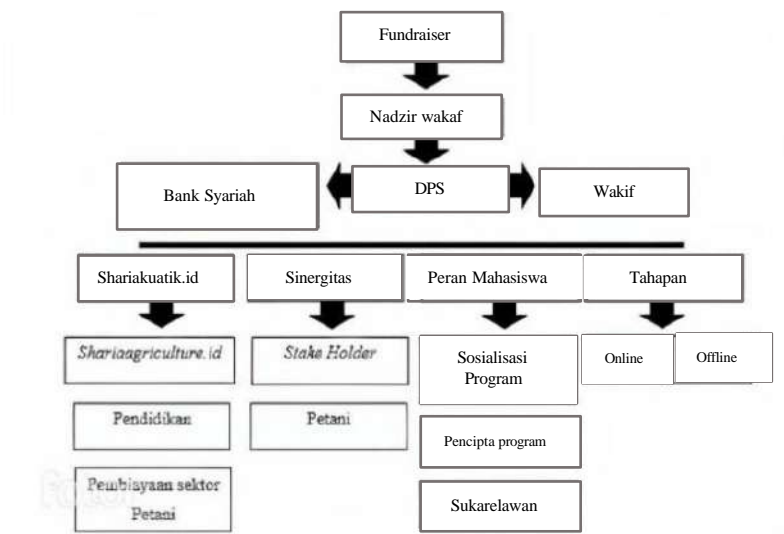 Fundraiser
Nadzir wakaf
Bank Syariah
DPS
Wakif
Shariakuatik.id
Sinergitas
Peran Mahasiswa
Tahapan
Shariaagriculture.id
Stake Holder
Sosialisasi
Program
Online
Offline
Pendidikan
Petani
Pencipta program
Pembiayaan sektor
Petani
Sukarelawan